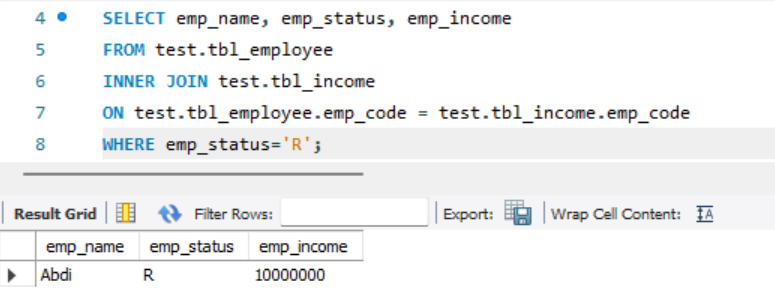 4 SELECT emp_name, emp_status, emp_income
5 FROM test.tbl_employee
6 INNER JOIN test.tbl_income
7 ON test.tbl_employee.emp_code = test.tbl_income.emp_code
8 WHERE emp_status='R';
Result Grid Filter Rows: Export: Wrap Cell Content: IA
emp_name emp_status emp_income
Abdi R 10000000